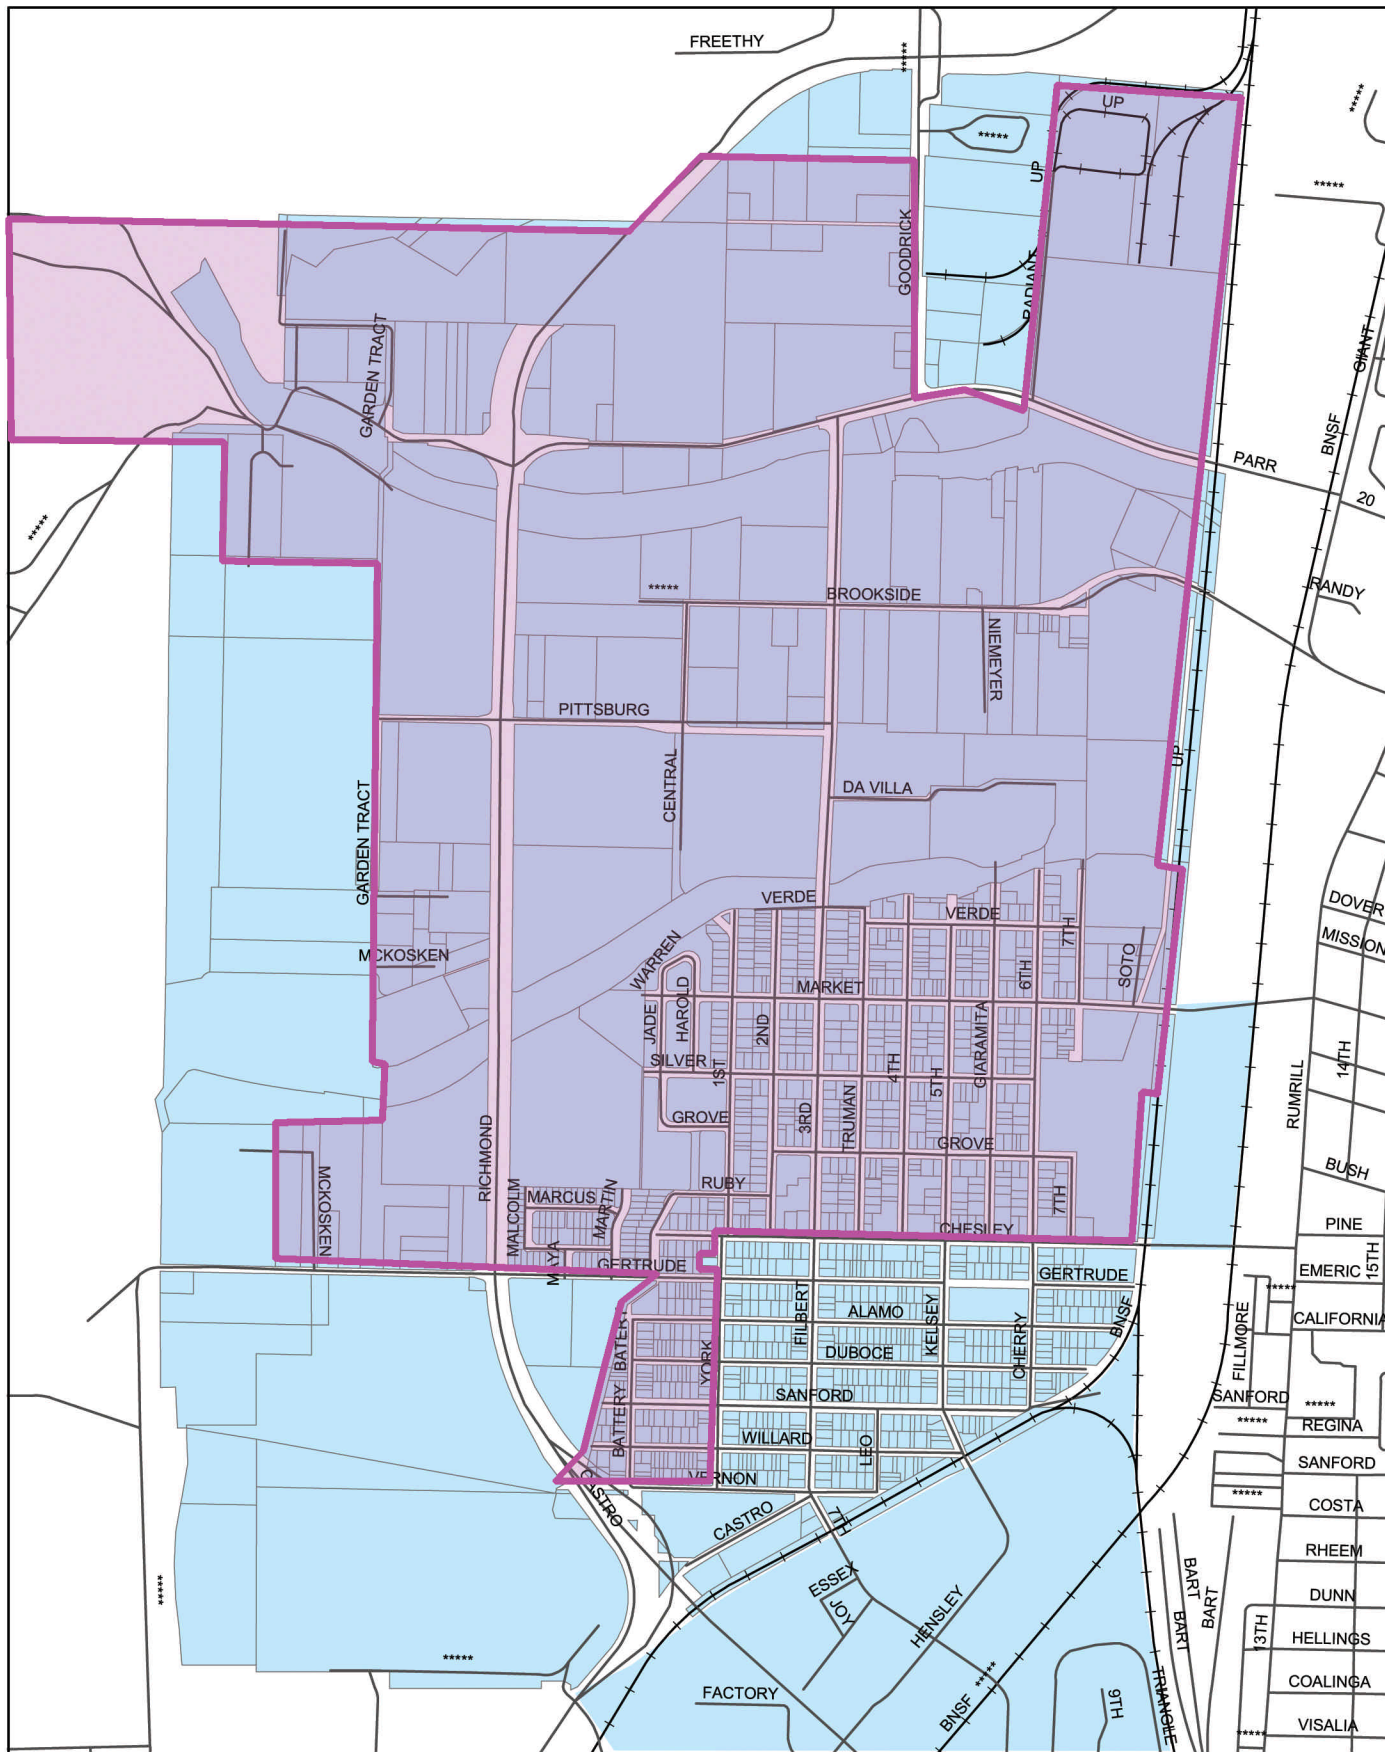 FREETHY
*****
UP
*****
*****
UP
*****
GOODRICK
RADIANT
GARDEN TRACT
GIANT
BNSF
PARR
20
*****
*****
BROOKSIDE
RANDY
NIEMEYER
PITTSBURG
UP
CENTRAL
DA VILLA
GARDEN TRACT
VERDE
VERDE
DOVER
7TH
MISSION
WARREN
MCKOSKEN
SOTO
6TH
MARKET
HAROLD
JADE
2ND
GIARAMITA
14TH
SILVER
1ST
4TH
5TH
RUMRILL
GROVE
3RD
TRUMAN
GROVE
RICHMOND
BUSH
MCKOSKEN
RUBY
7TH
MARCUS
MARTIN
MALCOLM
PINE
CHESLEY
15TH
MAYA
GERTRUDE
GERTRUDE
EMERIC
*****
FILBERT
ALAMO
KELSEY
CHERRY
BNSF
FILLMORE
CALIFORNIA
YORK
DUBOCE
BATTERY
SANFORD
SANFORD
*****
*****
REGINA
WILLARD
LEO
SANFORD
VERNON
CASTRO
*****
COSTA
CASTRO
7TH
RHEEM
ESSEX
BART
BART
BART
*****
JOY
DUNN
HENSLEY
13TH
HELLINGS
*****
*****
COALINGA
FACTORY
BNSF
9TH
TRIANGLE
*****
VISALIA